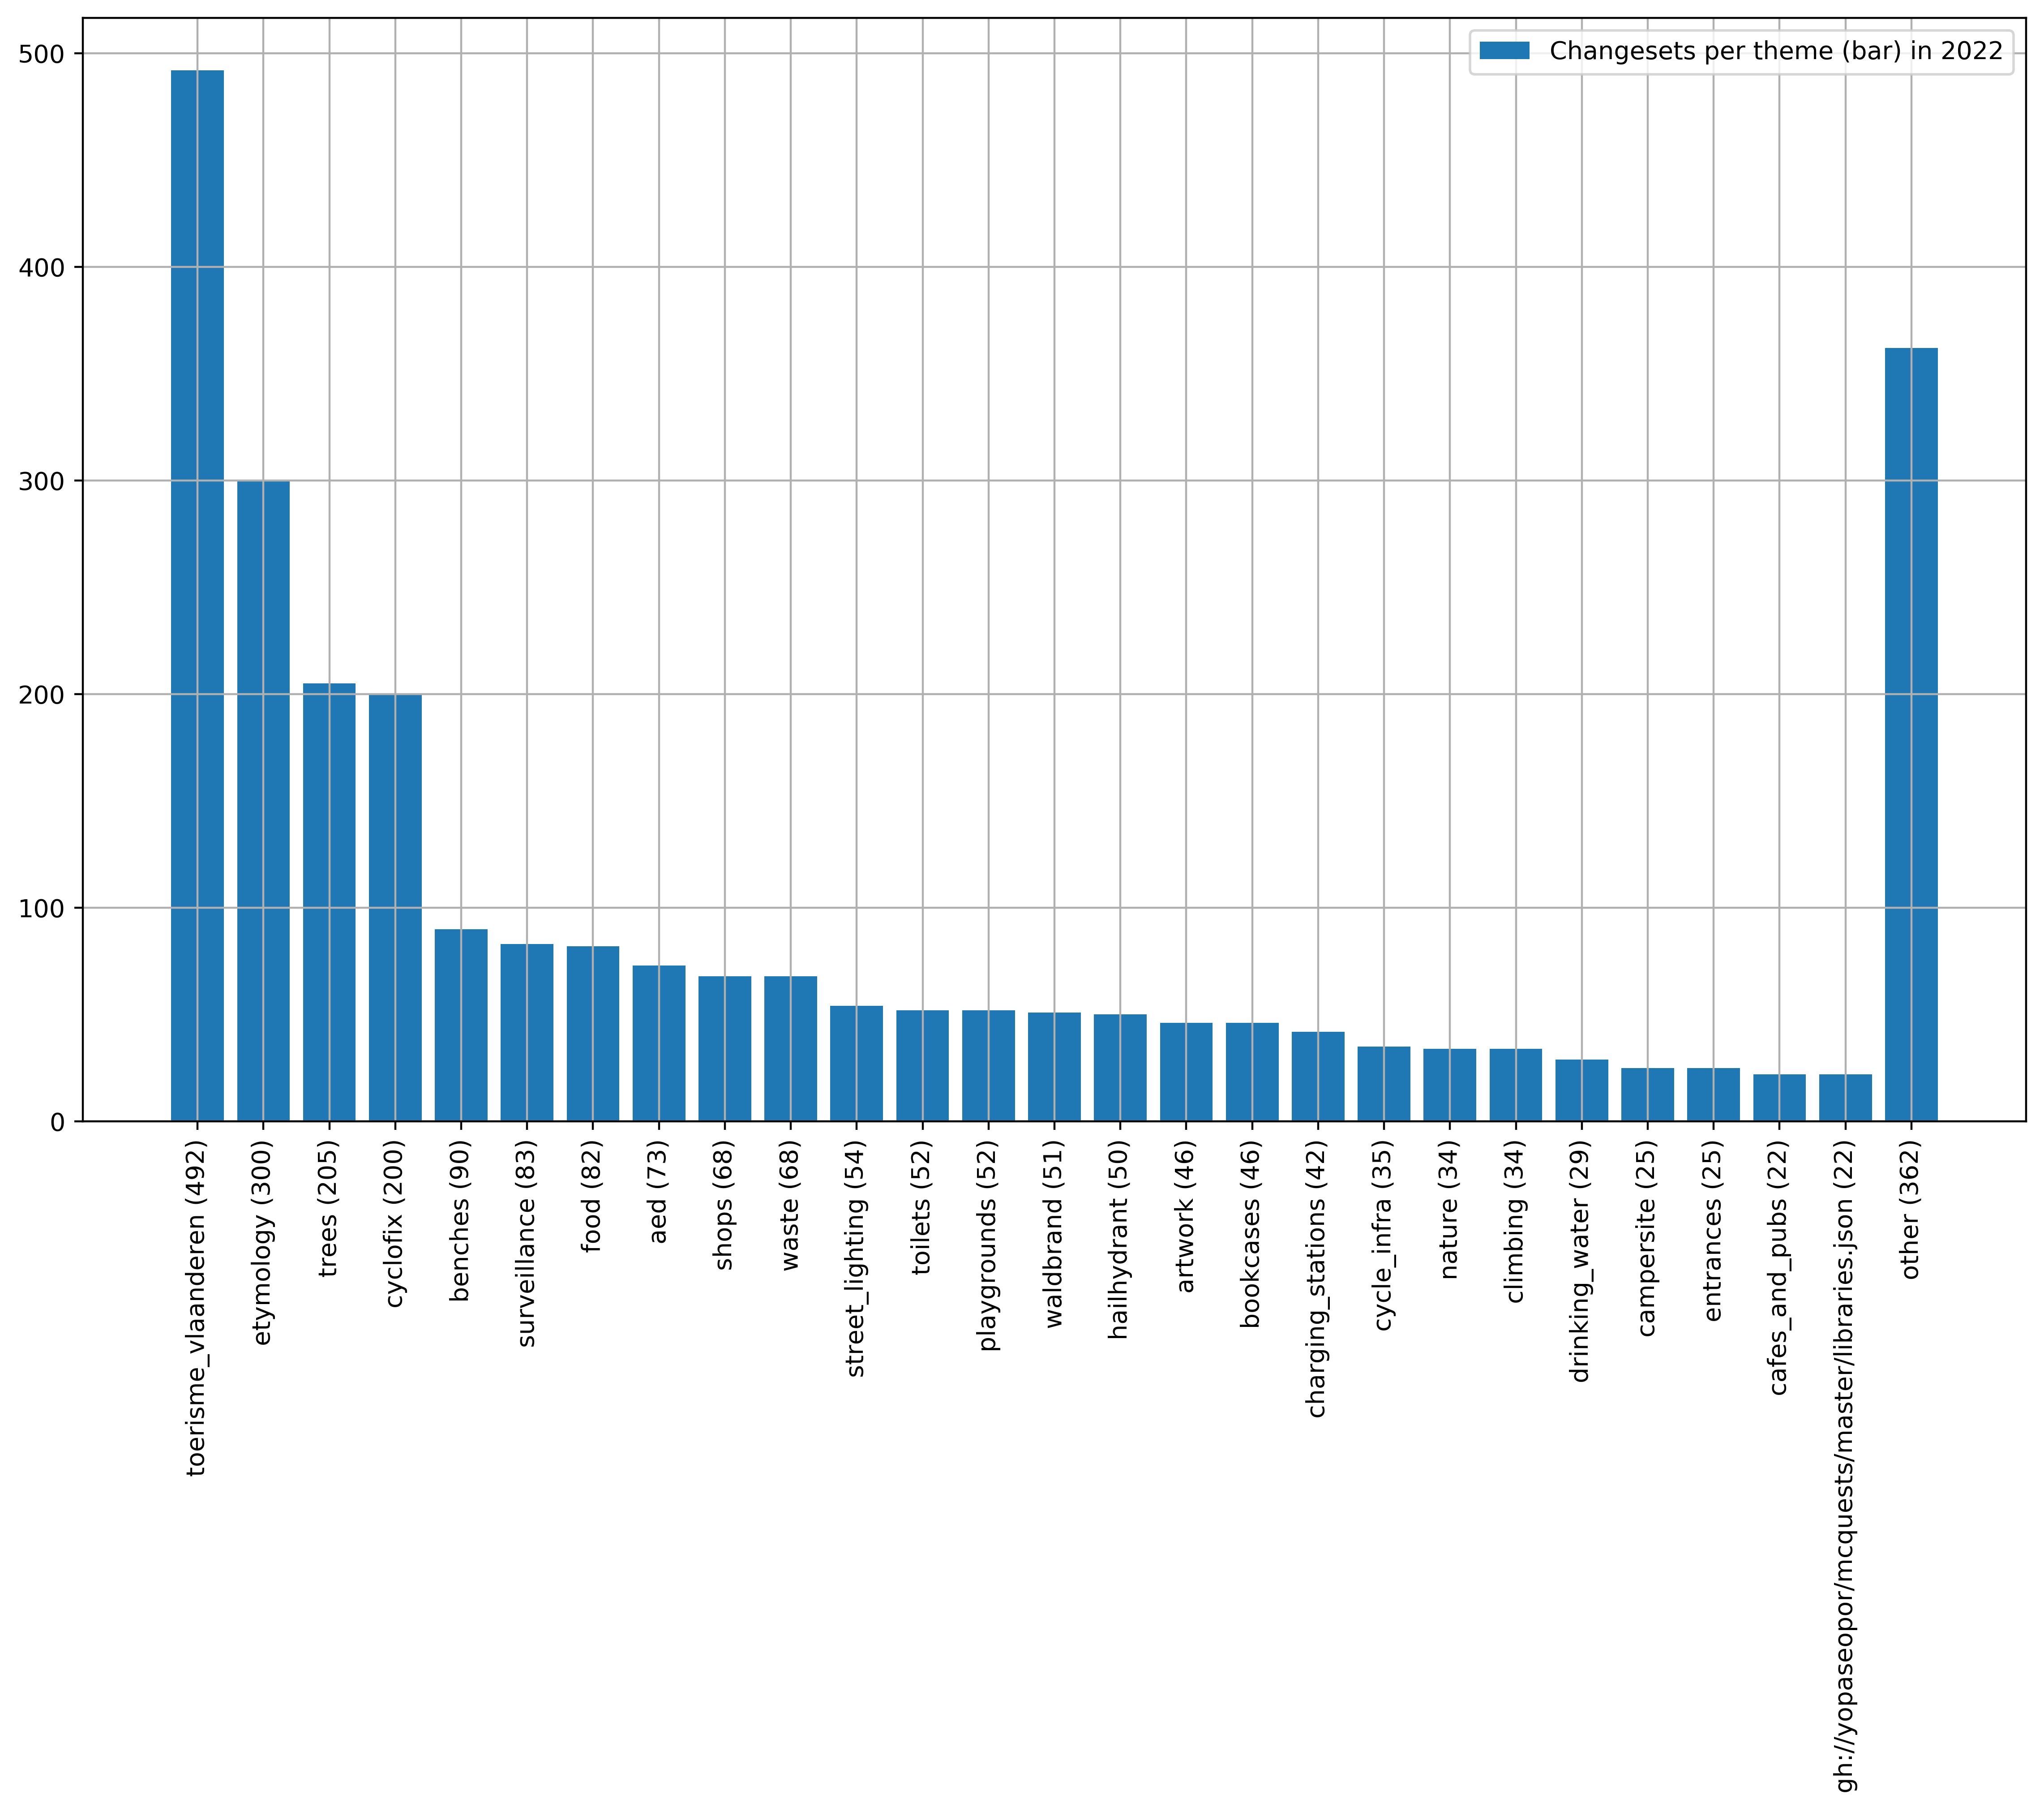 500
400
300
200
100
0
Changesets per theme (bar) in 2022
toerisme_vlaanderen (492)
etymology (300)
trees (205)
cyclofix (200)
benches (90)
surveillance (83)
food (82)
aed (73)
shops (68)
waste (68)
street_lighting (54)
toilets (52)
playgrounds (52)
waldbrand (51)
hailhydrant (50)
artwork (46)
bookcases (46)
charging_stations (42)
cycle_infra (35)
nature (34)
climbing (34)
drinking_water (29)
campersite (25)
entrances (25)
cafes_and_pubs (22)
gh://yopaseopor/mcquests/master/libraries.json (22)
other (362)